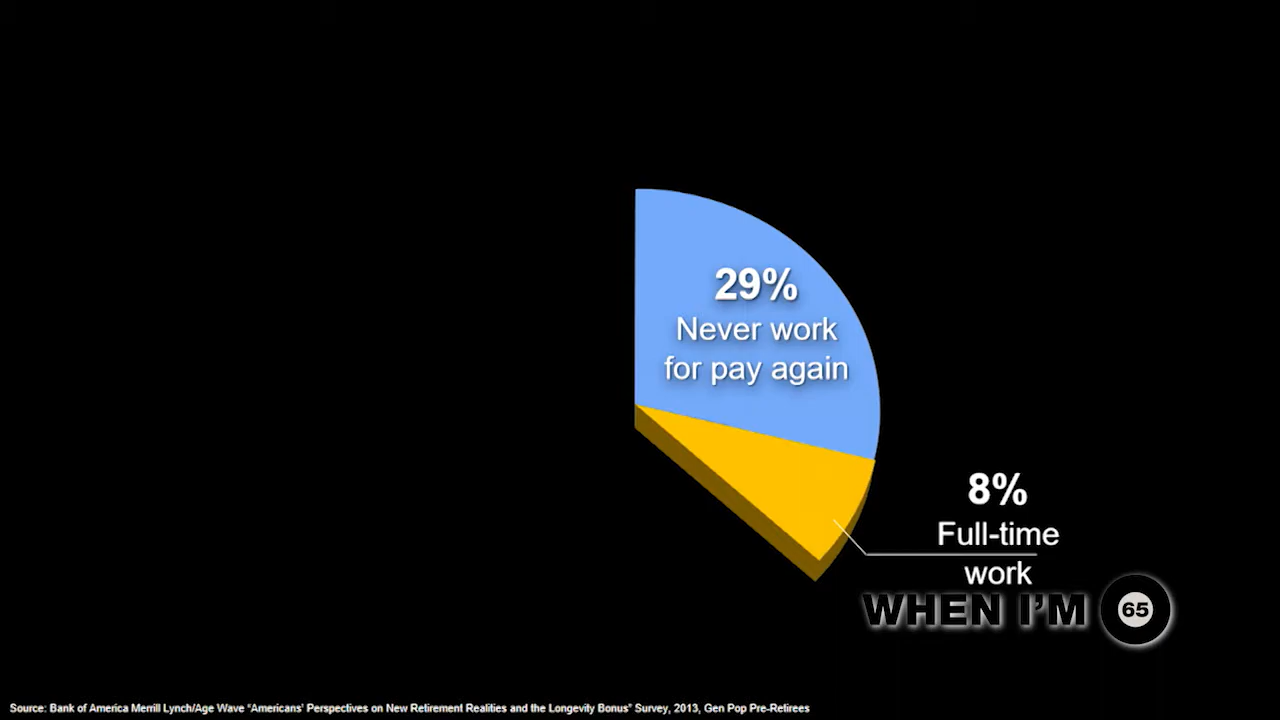 29%
Never work
for pay again
8%
Full-time
work
WHEN I'M 65
Source: Bank of America Merrill Lynch/Age Wave “Americans’ Perspectives on New Retirement Realities and the Longevity Bonus” Survey, 2013, Gen Pop Pre-Retirees